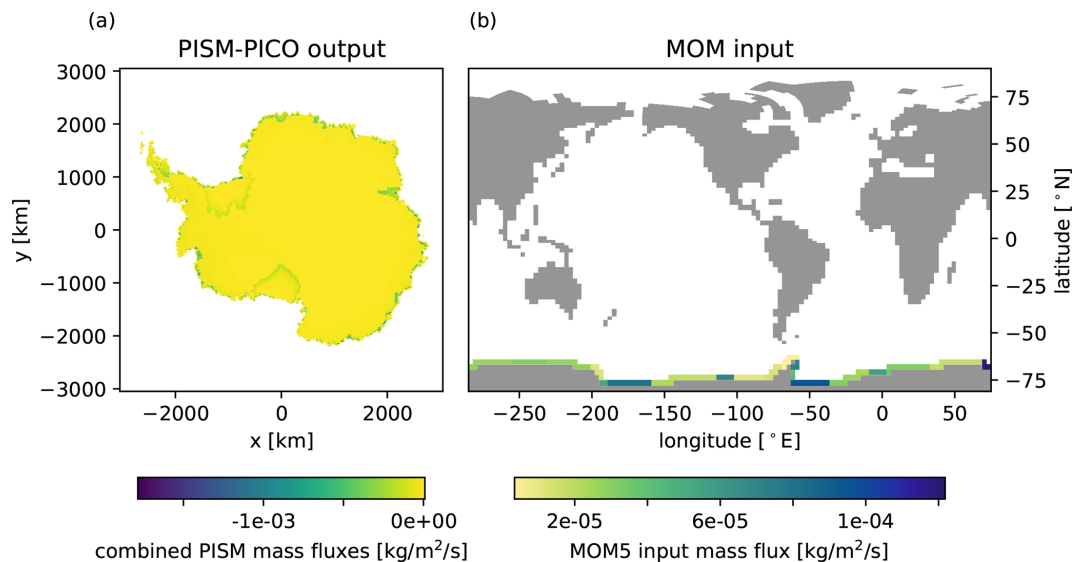 (a)
(b)
PISM-PICO output
MOM input
3000
2000
1000
0
−1000
−2000
−3000
y [km]
−2000
0
2000
x [km]
75
50
25
0
−25
−50
−75
latitude [°N]
−250
−200
−150
−100
−50
0
50
longitude [°E]
-1e-03
0e+00
combined PISM mass fluxes [kg/m²/s]
2e-05
6e-05
1e-04
MOM5 input mass flux [kg/m²/s]